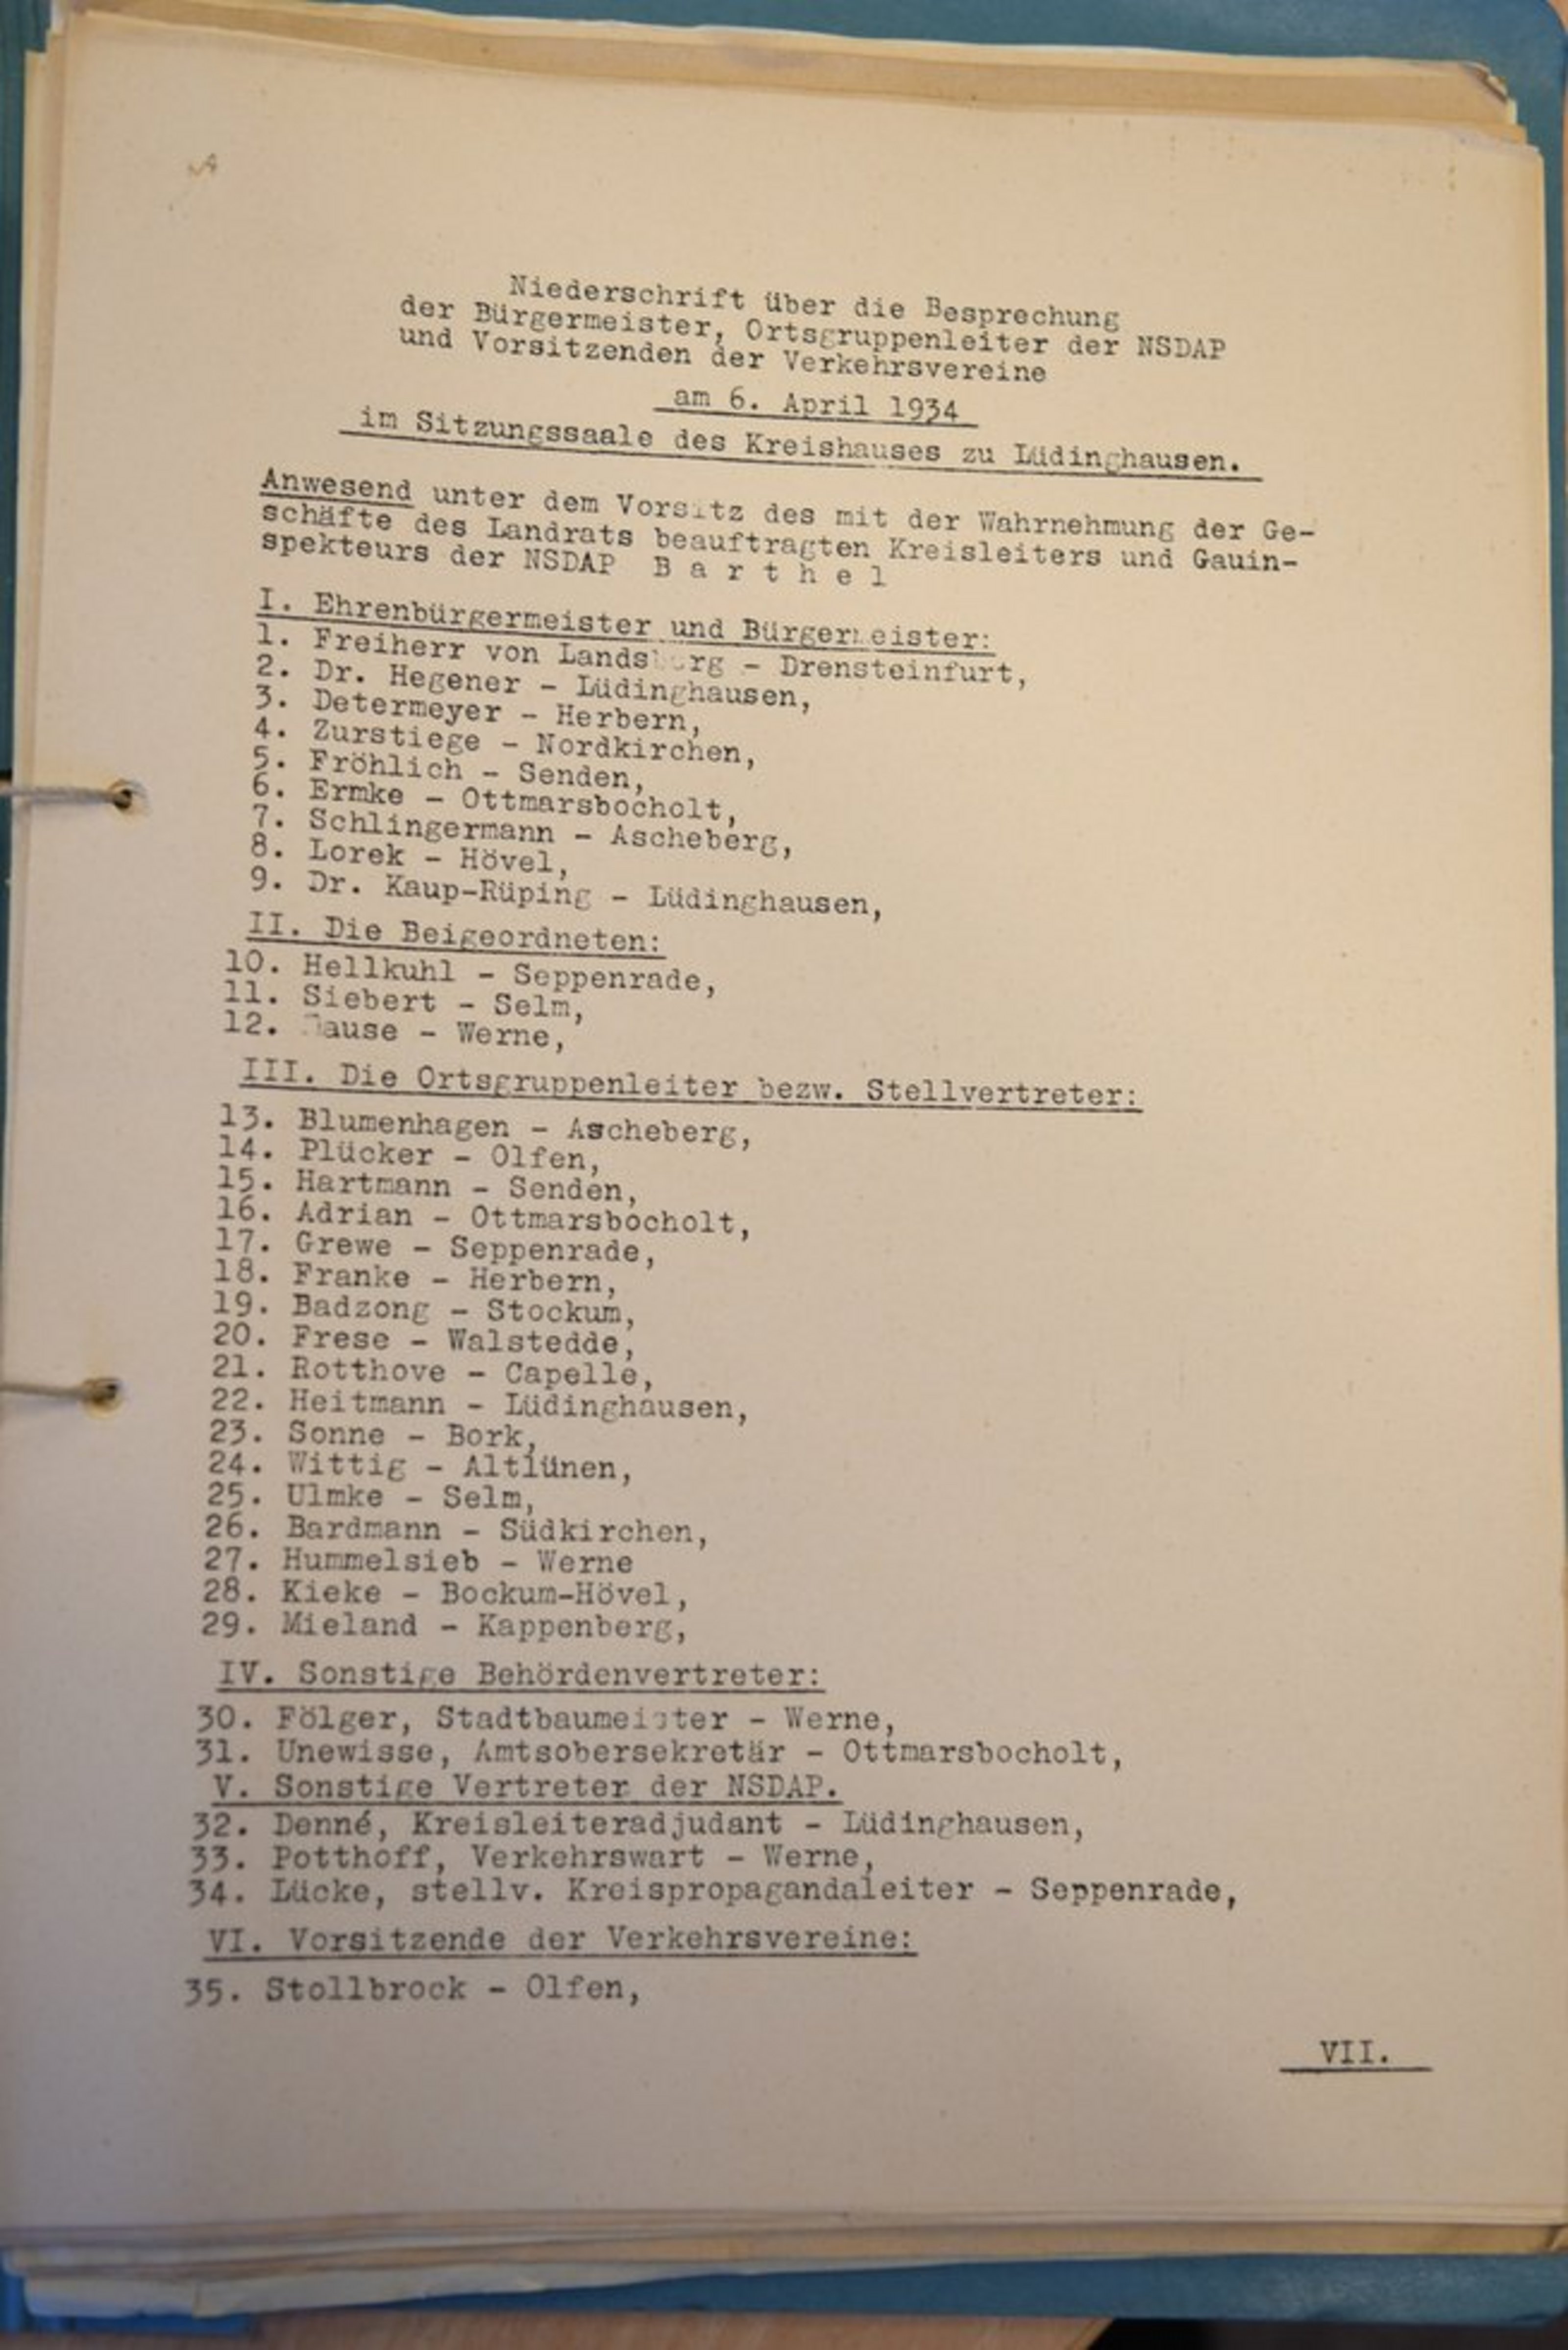 Niederschrift über die Besprechung
der Bürgermeister, Ortsgruppenleiter der NSDAP
und Vorsitzenden der Verkehrsvereine
am 6. April 1934
im Sitzungssaale des Kreishauses zu Lüdinghausen.
Anwesend unter dem Vorsitz des mit der Wahrnehmung der Ge-
schäfte des Landrats beauftragten Kreisleiters und Gauin-
spekteurs der NSDAP B a r t h e l
I. Ehrenbürgermeister und Bürgermeister:
1. Freiherr von Landsberg - Drensteinfurt,
2. Dr. Hegener - Lüdinghausen,
3. Determeyer - Herbern,
4. Zurstiege - Nordkirchen,
5. Fröhlich - Senden,
6. Ermke - Ottmarsbocholt,
7. Schlingermann - Ascheberg,
8. Lorek - Hövel,
9. Dr. Kaup-Rüping - Lüdinghausen,
II. Die Beigeordneten:
10. Hellkuhl - Seppenrade,
11. Siebert - Selm,
12. - Werne,
III. Die Ortsgruppenleiter bezw. Stellvertreter:
13. Blumenhagen - Ascheberg,
14. Plücker - Olfen,
15. Hartmann - Senden,
16. Adrian - Ottmarsbocholt,
17. Grewe - Seppenrade,
18. Franke - Herbern,
19. Badzong - Stockum,
20. Frese - Walstedde,
21. Rotthove - Capelle,
22. Heitmann - Lüdinghausen,
23. Sonne - Bork,
24. Wittig - Altlünen,
25. Ulmke - Selm,
26. Bardmann - Südkirchen,
27. Hummelsieb - Werne
28. Kieke - Bockum-Hövel,
29. Mieland - Kappenberg,
IV. Sonstige Behördenvertreter:
30. Fölger, Stadtbaumeister - Werne,
31. Unewisse, Amtsobersekretär - Ottmarsbocholt,
V. Sonstige Vertreter der NSDAP.
32. Denné, Kreisleiteradjudant - Lüdinghausen,
33. Potthoff, Verkehrswart - Werne,
34. Lücke, stellv. Kreispropagandaleiter - Seppenrade,
VI. Vorsitzende der Verkehrsvereine:
35. Stollbrock - Olfen,
VII.